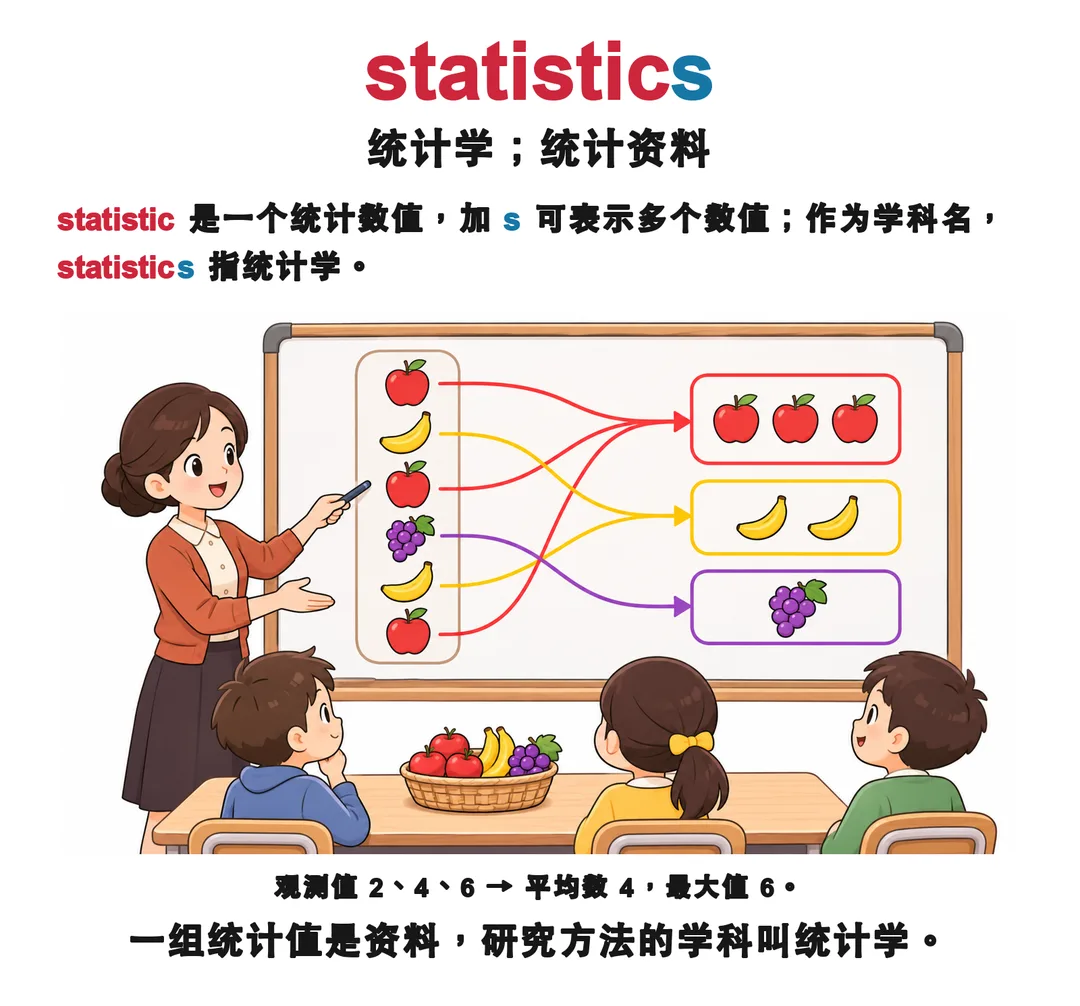 statistics
统计学；统计资料
statistic 是一个统计数值，加 s 可表示多个数值；作为学科名，
statistics 指统计学。
观测值 2、4、6 → 平均数 4，最大值 6。
一组统计值是资料，研究方法的学科叫统计学。